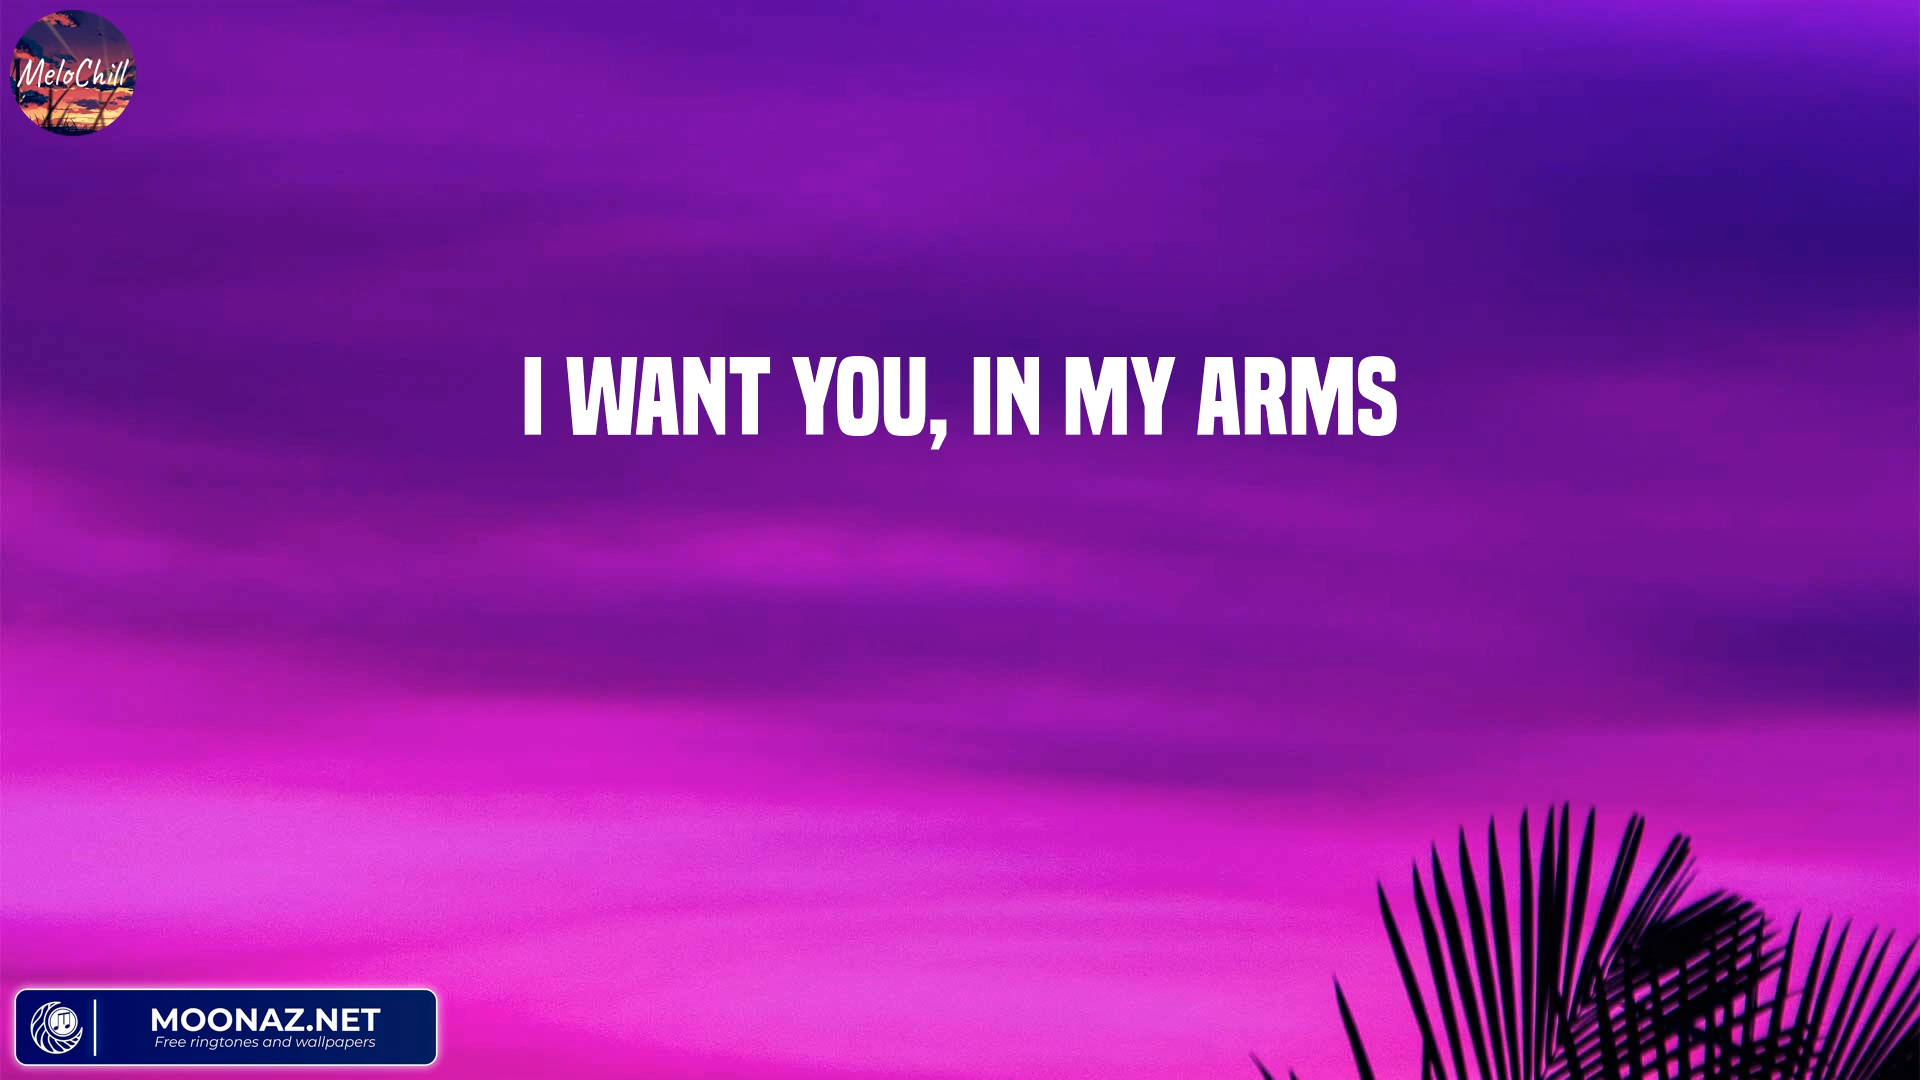 MeloChill
I WANT YOU, IN MY ARMS
MOONAZ.NET
Free ringtones and wallpapers